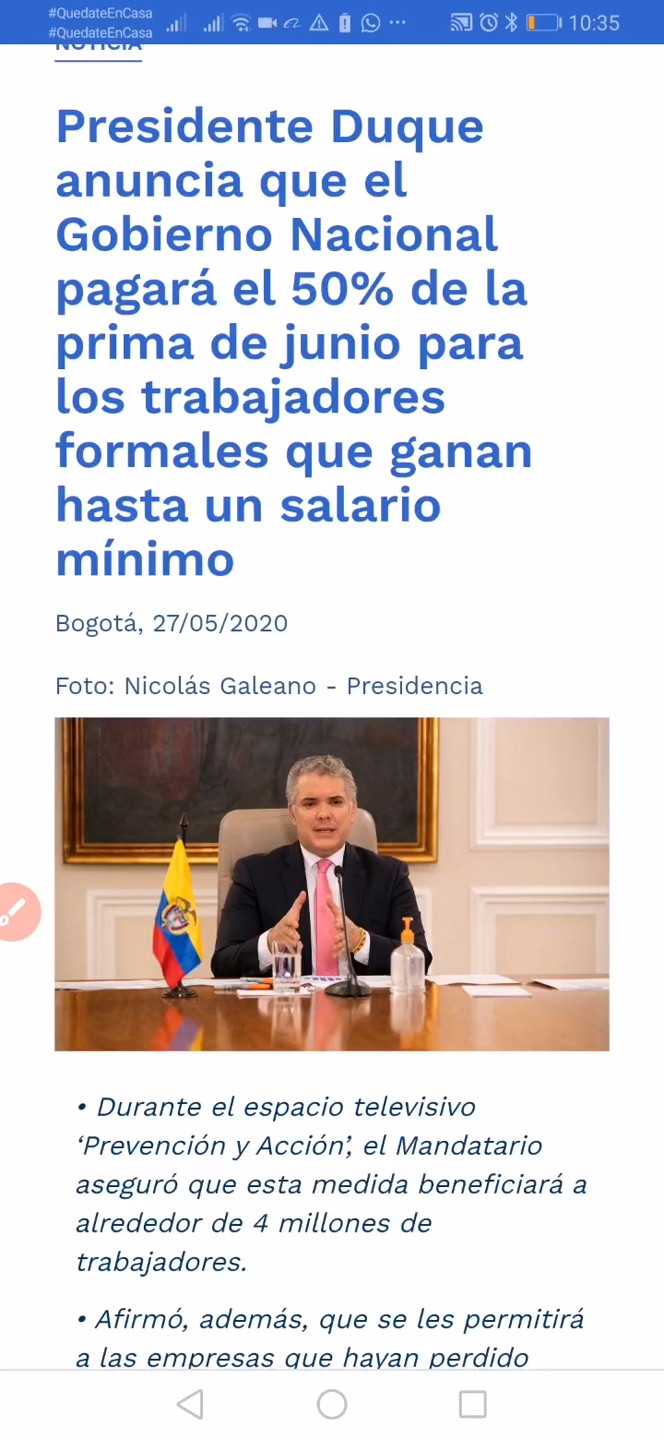 #QuedateEnCasa
#QuedateEnCasa
10:35
NOTICIA
Presidente Duque
anuncia que el
Gobierno Nacional
pagará el 50% de la
prima de junio para
los trabajadores
formales que ganan
hasta un salario
mínimo
Bogotá, 27/05/2020
Foto: Nicolás Galeano - Presidencia
• Durante el espacio televisivo
‘Prevención y Acción’, el Mandatario
aseguró que esta medida beneficiará a
alrededor de 4 millones de
trabajadores.
• Afirmó, además, que se les permitirá
a las empresas que hayan perdido